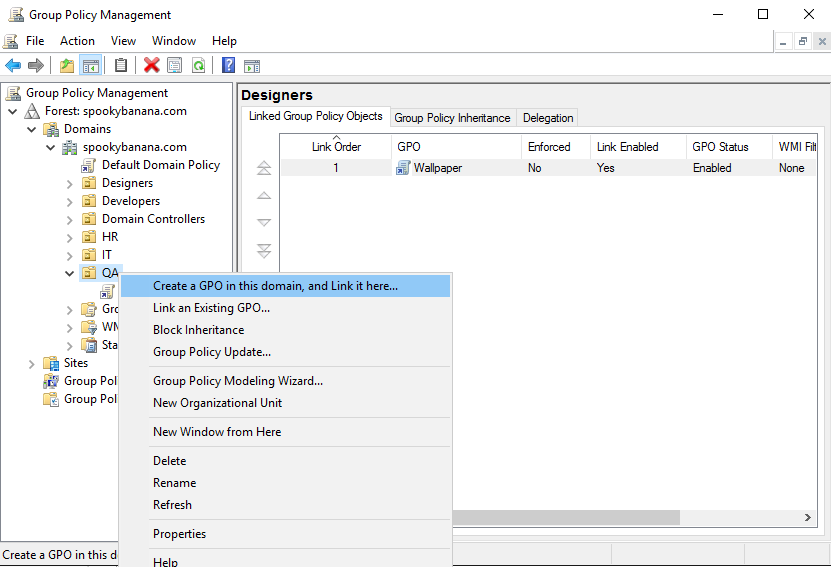 Group Policy Management
File Action View Window Help
Group Policy Management
Forest: spookybanana.com
Domains
spookybanana.com
Default Domain Policy
Designers
Developers
Domain Controllers
HR
IT
QA
Gro
WM
Sta
Sites
Group Pol
Group Pol
Designers
Linked Group Policy Objects Group Policy Inheritance Delegation
Link Order GPO Enforced Link Enabled GPO Status WMI Filt
1 Wallpaper No Yes Enabled None
Create a GPO in this domain, and Link it here...
Link an Existing GPO...
Block Inheritance
Group Policy Update...
Group Policy Modeling Wizard...
New Organizational Unit
New Window from Here
Delete
Rename
Refresh
Properties
Help
Create a GPO in this d